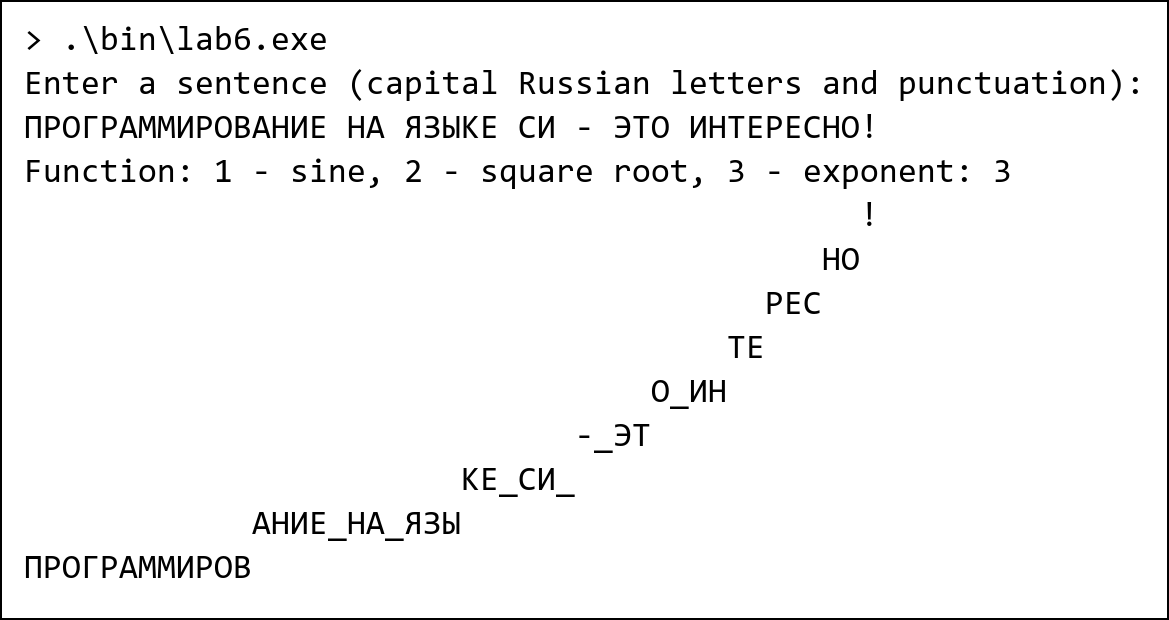 > .\bin\lab6.exe
Enter a sentence (capital Russian letters and punctuation):
ПРОГРАММИРОВАНИЕ НА ЯЗЫКЕ СИ - ЭТО ИНТЕРЕСНО!
Function: 1 - sine, 2 - square root, 3 - exponent: 3
!
НО
РЕС
ТЕ
О_ИН
-_ЭТ
КЕ_СИ_
АНИЕ_НА_ЯЗЫ
ПРОГРАММИРОВ